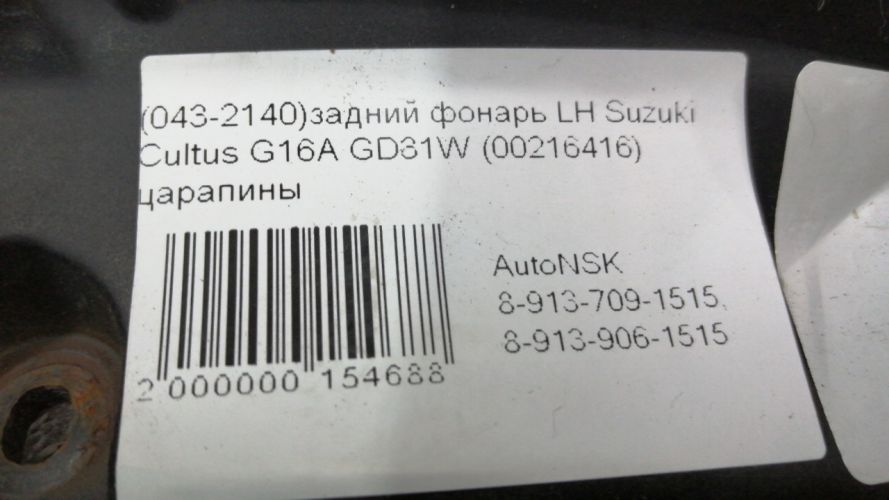 (043-2140)задний фонарь LH Suzuki
Cultus G16A GD31W (00216416)
царапины
AutoNSK
8-913-709-1515,
8-913-906-1515
2 000000 154688